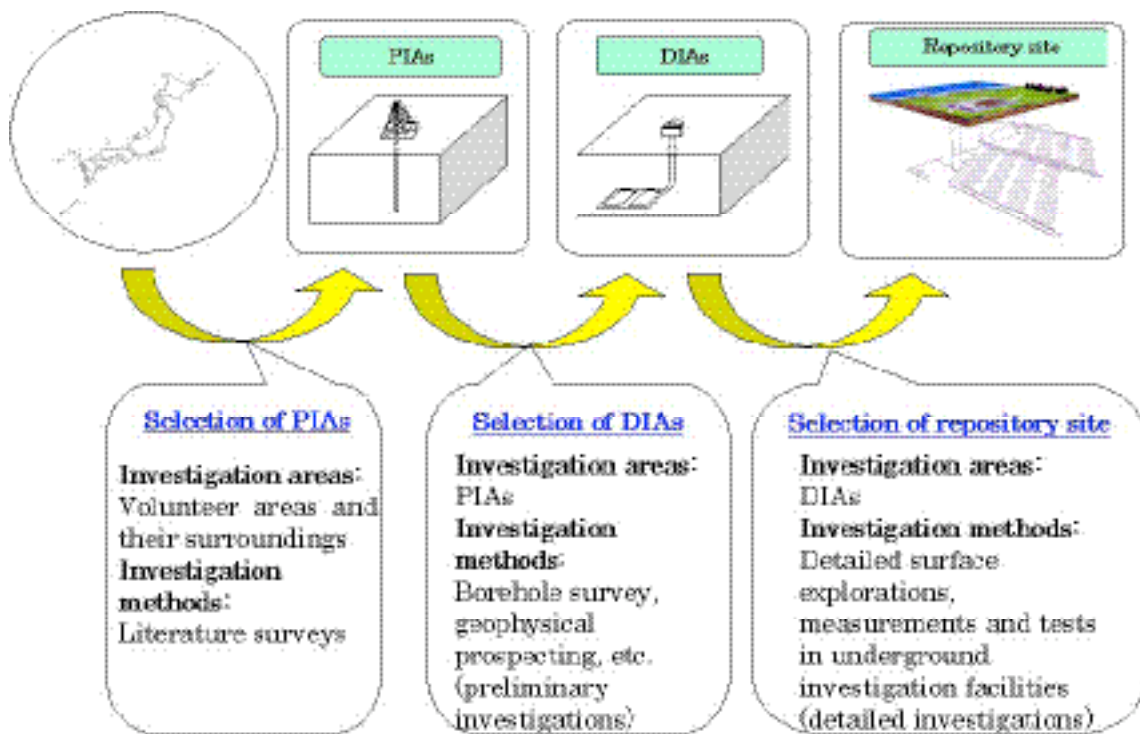 PIAs
DIAs
Repository site
Selection of PIAs
Investigation areas:
Volunteer areas and
their surroundings
Investigation
methods:
Literature surveys
Selection of DIAs
Investigation areas:
PIAs
Investigation
methods:
Borehole survey,
geophysical
prospecting, etc.
(preliminary
investigations)
Selection of repository site
Investigation areas:
DIAs
Investigation methods:
Detailed surface
explorations,
measurements and tests
in underground
investigation facilities
(detailed investigations)